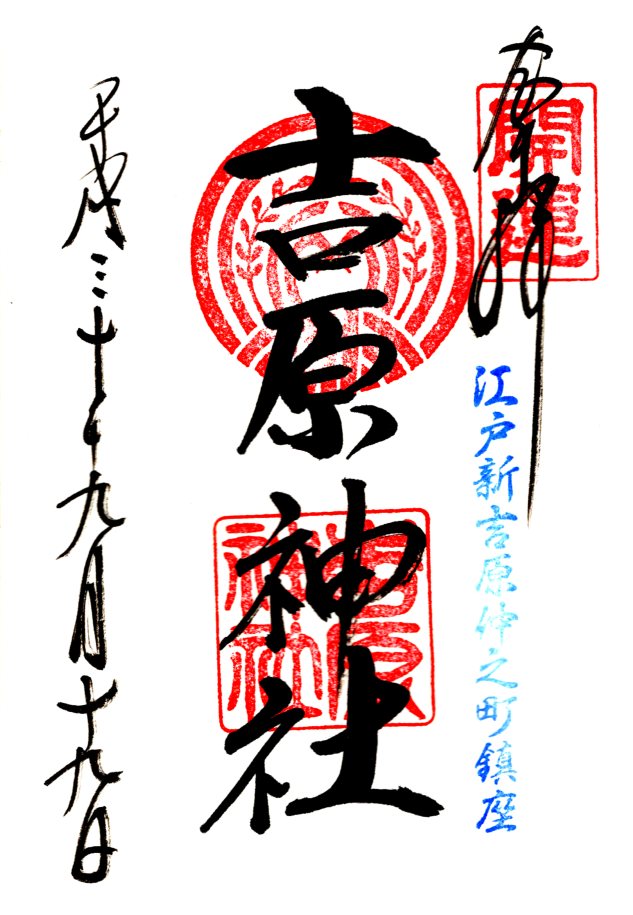 奉拝
開運
江戸新吉原仲之町鎮座
吉原神社
吉原神社
平成三十年九月十九日